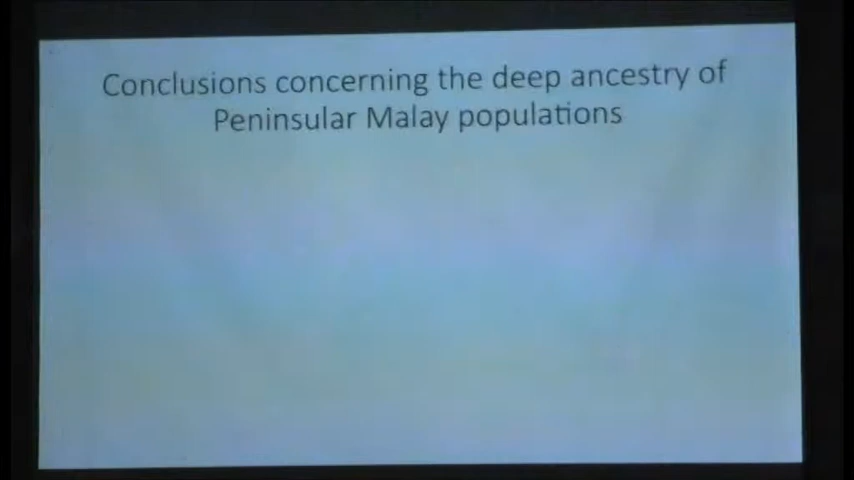 Conclusions concerning the deep ancestry of
Peninsular Malay populations